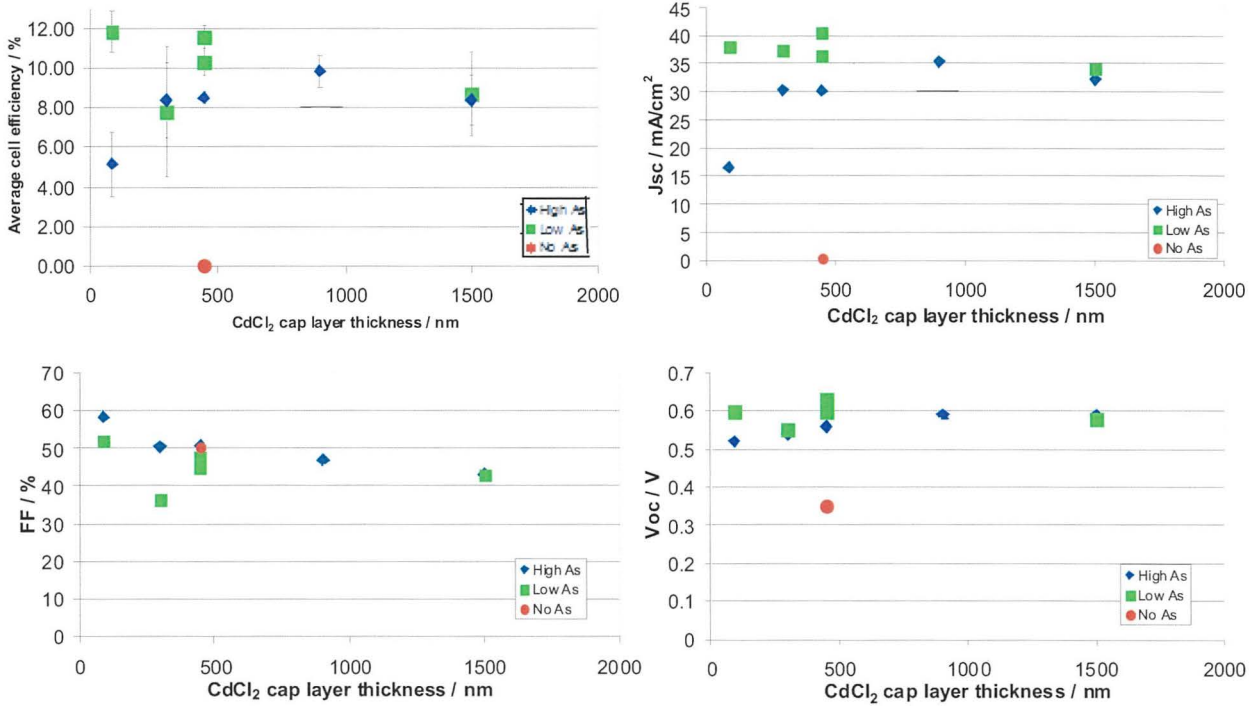 Average cell efficiency / %
12.00
10.00
8.00
6.00
4.00
2.00
0.00
0 500 1000 1500 2000
CdCl₂ cap layer thickness / nm
High As
Low As
No As
Jsc / mA/cm²
45
40
35
30
25
20
15
10
5
0
0 500 1000 1500 2000
CdCl₂ cap layer thickness / nm
High As
Low As
No As
FF / %
70
60
50
40
30
20
10
0
0 500 1000 1500 2000
CdCl₂ cap layer thickness / nm
High As
Low As
No As
Voc / V
0.7
0.6
0.5
0.4
0.3
0.2
0.1
0
0 500 1000 1500 2000
CdCl₂ cap layer thickness / nm
High As
Low As
No As